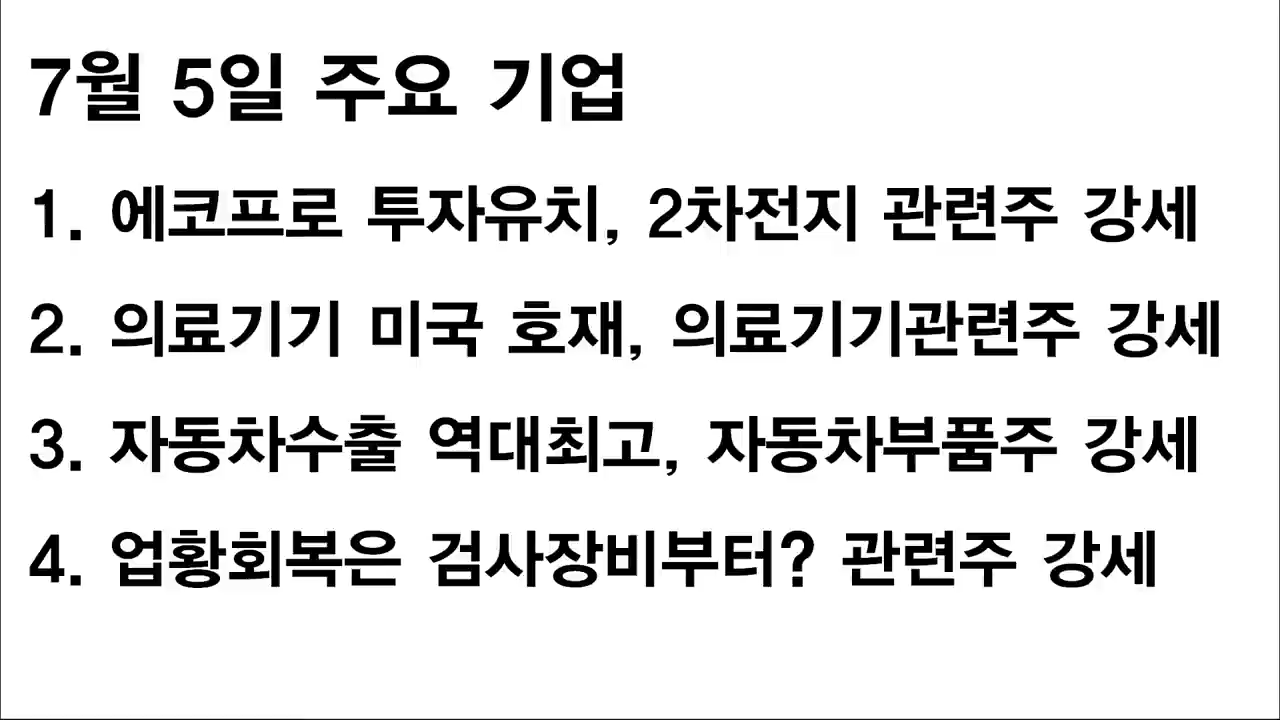 7월 5일 주요 기업
1. 에코프로 투자유치, 2차전지 관련주 강세
2. 의료기기 미국 호재, 의료기기관련주 강세
3. 자동차수출 역대최고, 자동차부품주 강세
4. 업황회복은 검사장비부터? 관련주 강세